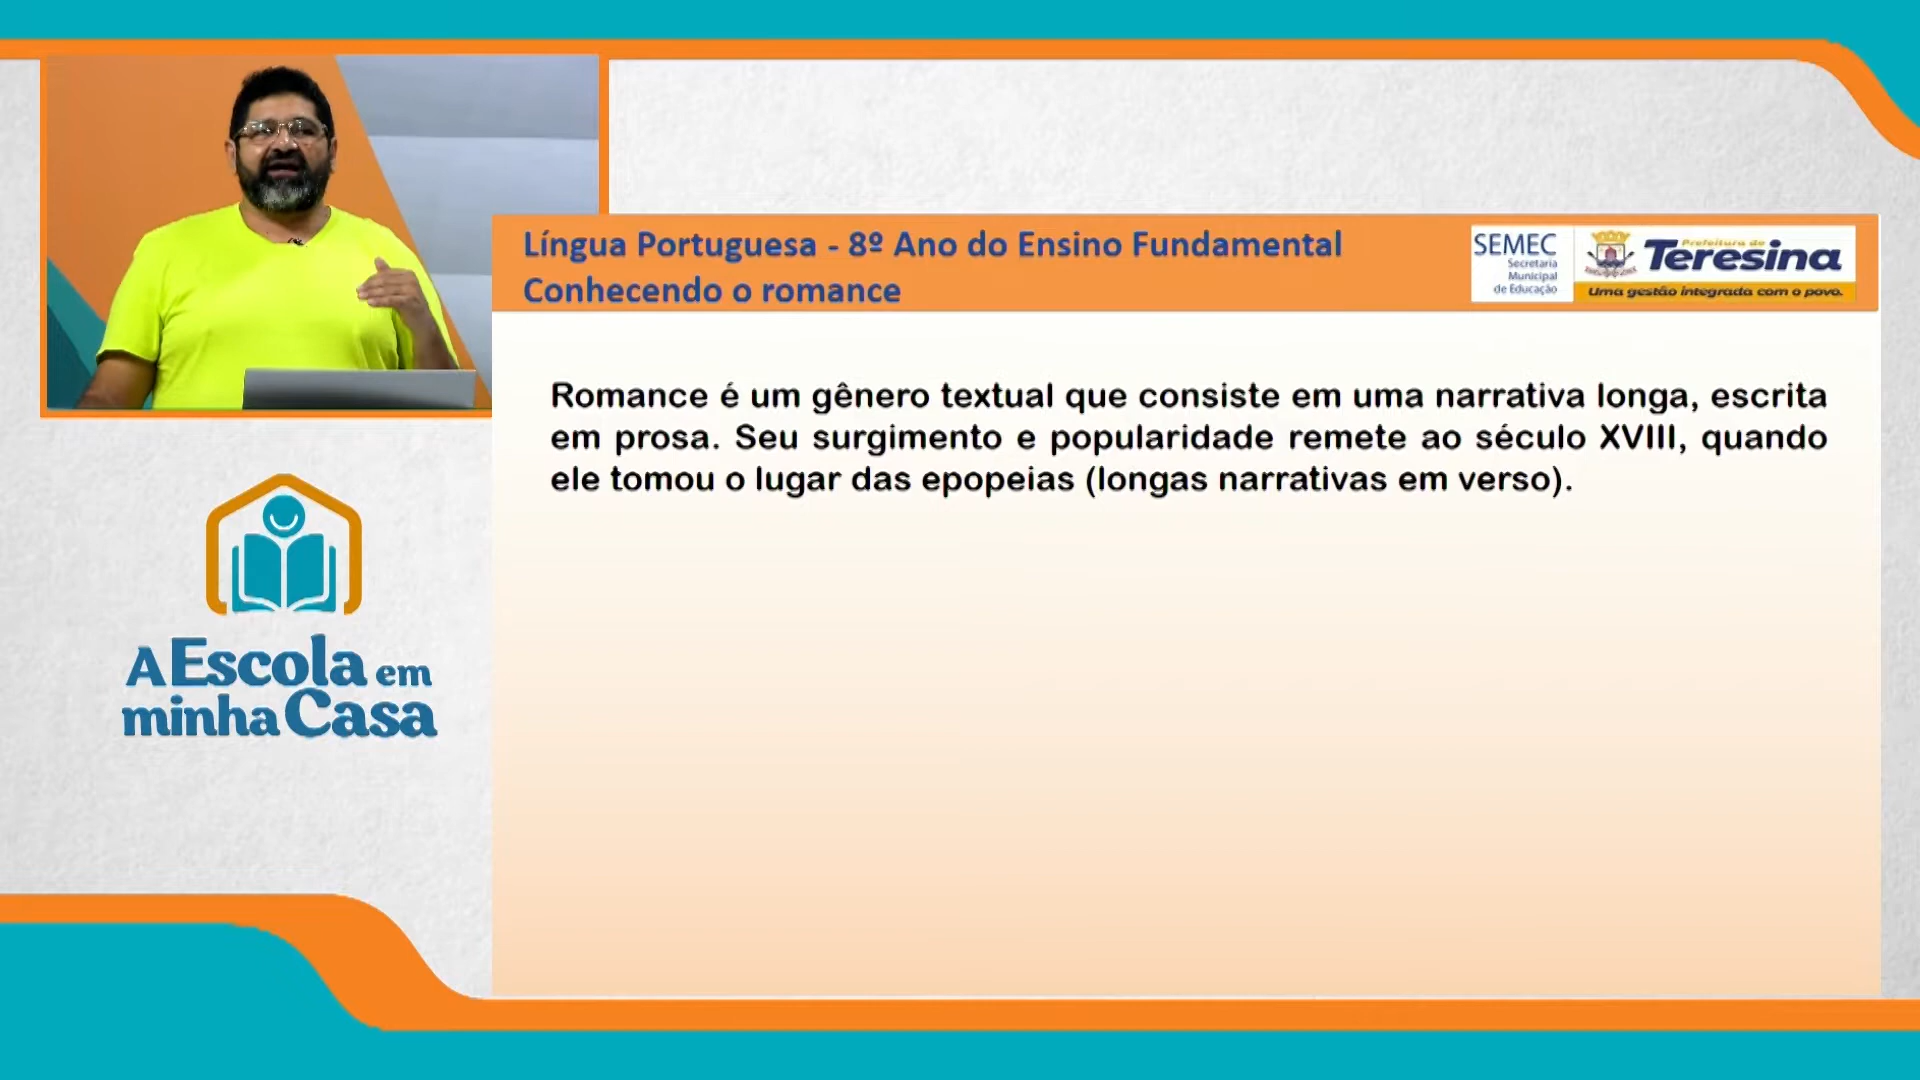 Língua Portuguesa - 8º Ano do Ensino Fundamental
Conhecendo o romance
SEMEC
Secretaria
Municipal
de Educação
Prefeitura de
Teresina
Uma gestão integrada com o povo.
Romance é um gênero textual que consiste em uma narrativa longa, escrita
em prosa. Seu surgimento e popularidade remete ao século XVIII, quando
ele tomou o lugar das epopeias (longas narrativas em verso).
A Escola em
minha Casa